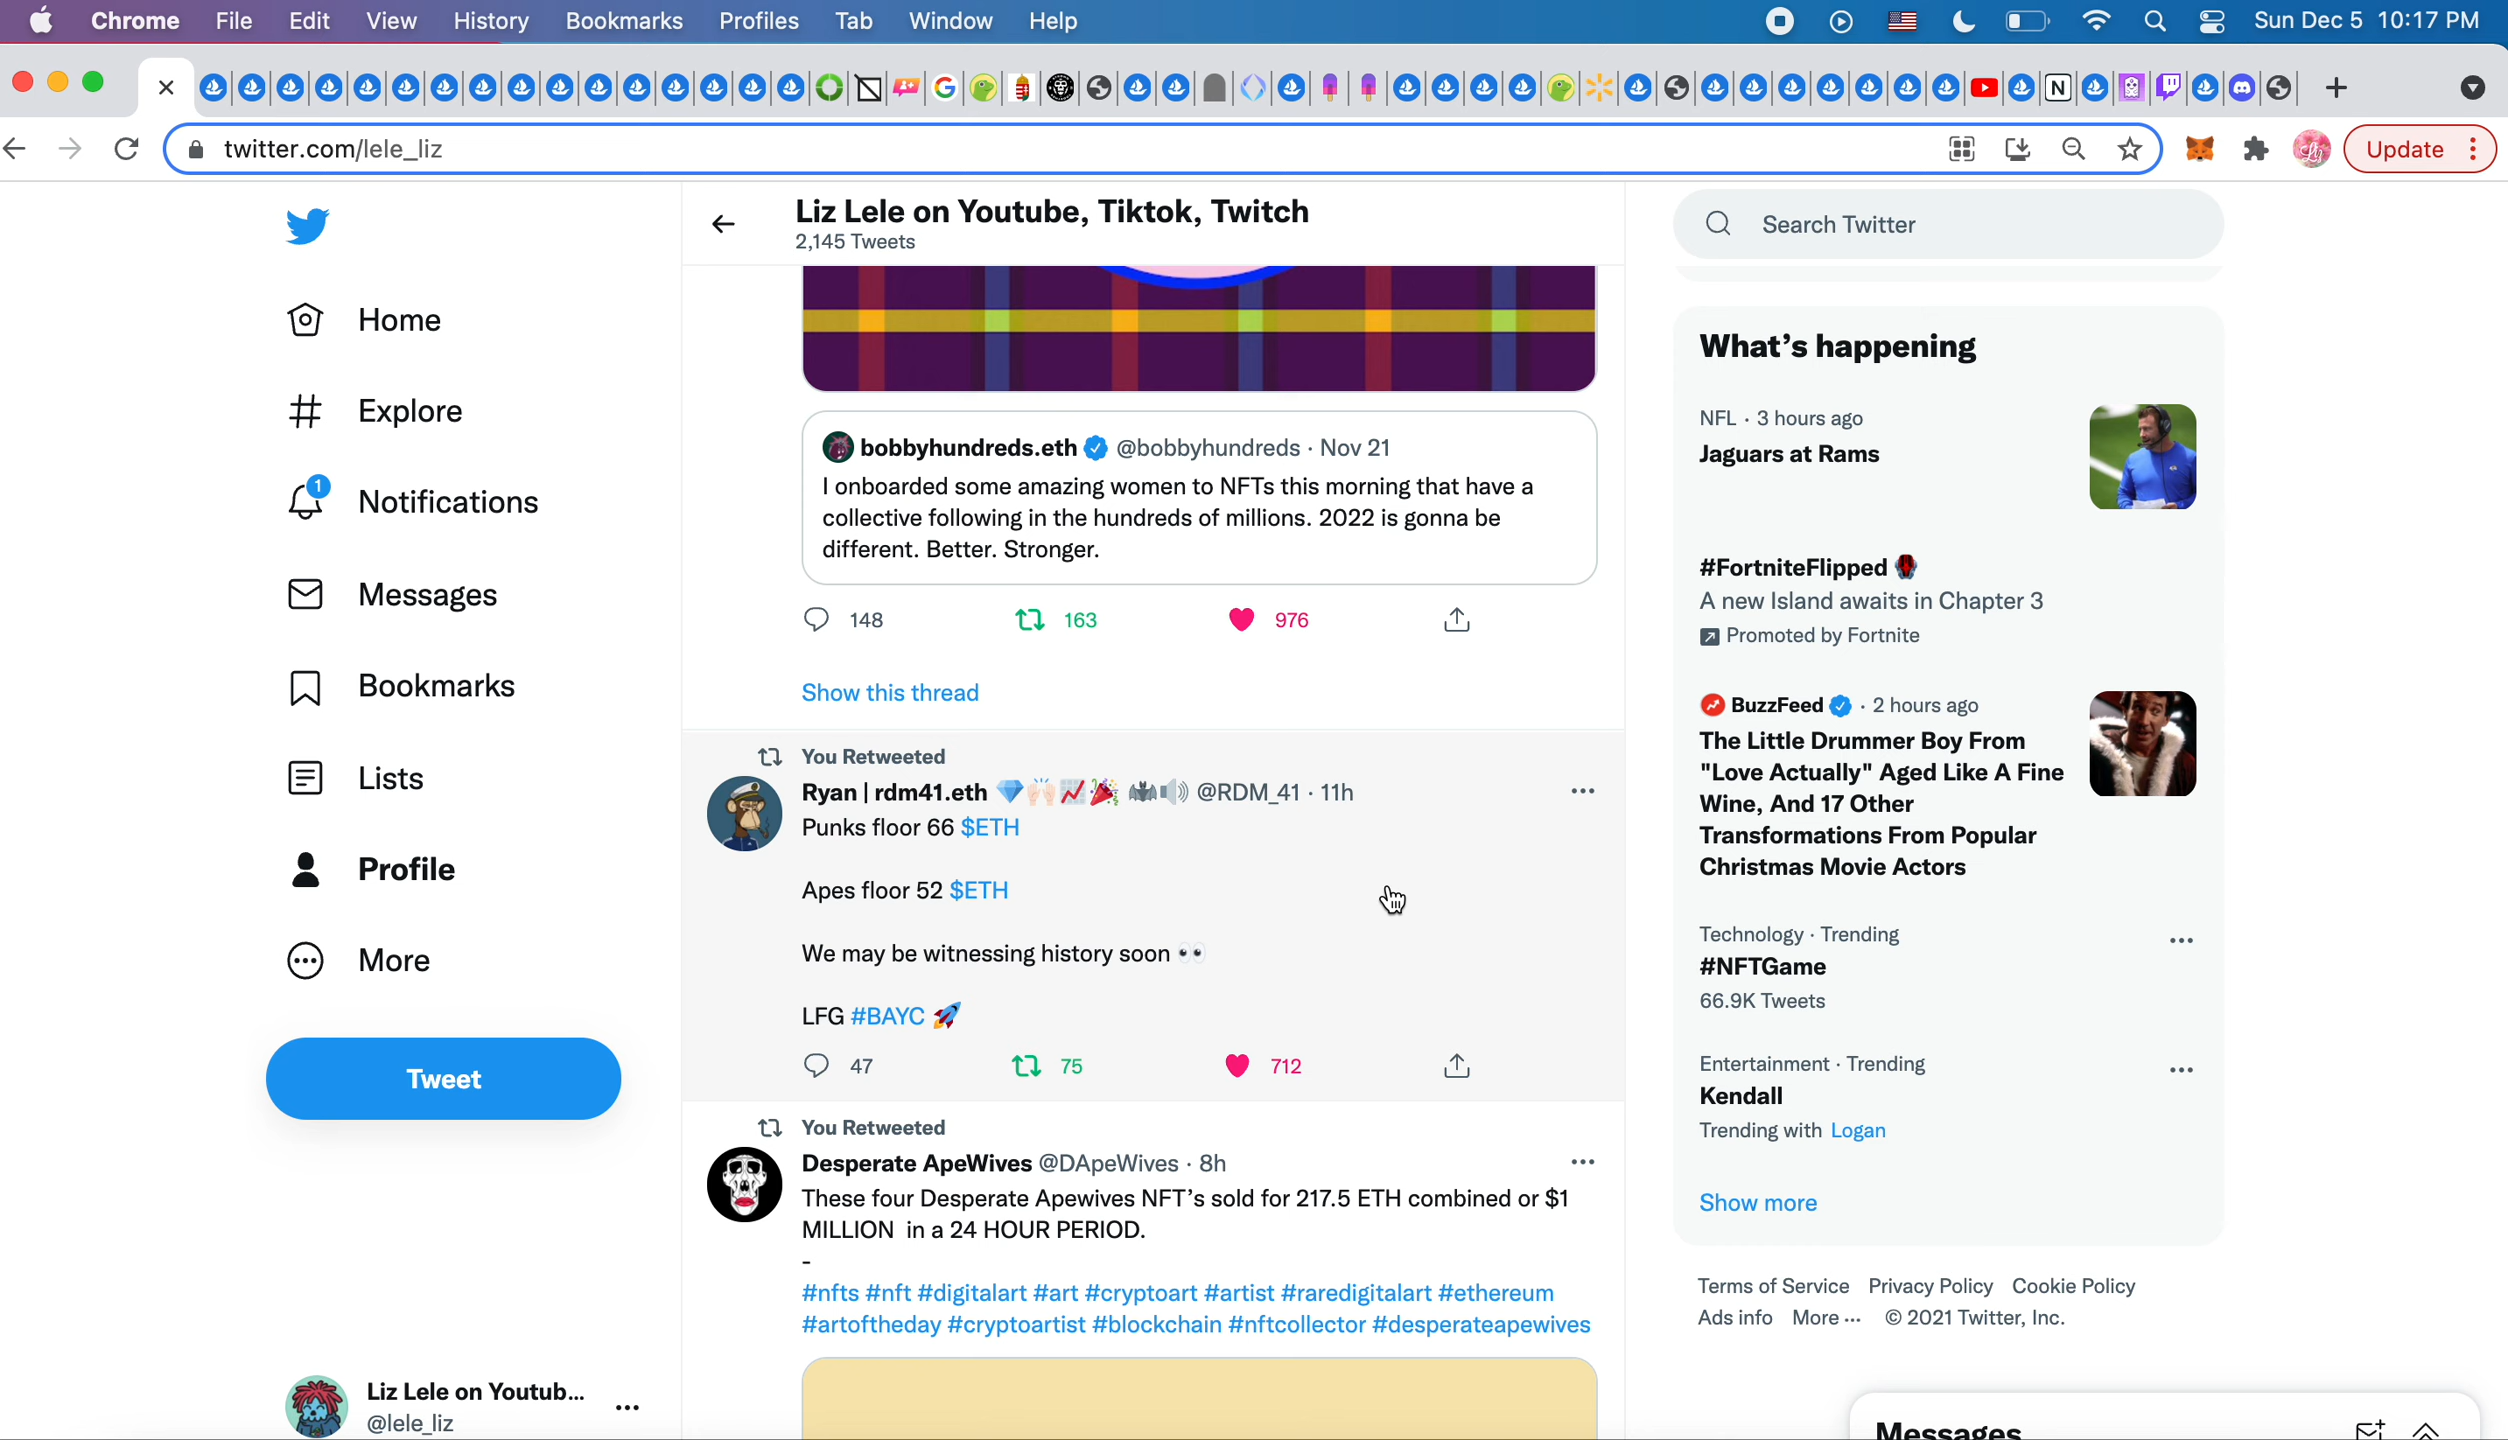 Chrome File Edit View History Bookmarks Profiles Tab Window Help Sun Dec 5 10:17 PM
twitter.com/lele_liz Update
Liz Lele on Youtube, Tiktok, Twitch
2,145 Tweets
Search Twitter
Home
Explore
1
Notifications
Messages
Bookmarks
Lists
Profile
More
Tweet
Liz Lele on Youtub...
@lele_liz
bobbyhundreds.eth @bobbyhundreds · Nov 21
I onboarded some amazing women to NFTs this morning that have a
collective following in the hundreds of millions. 2022 is gonna be
different. Better. Stronger.
148 163 976
Show this thread
You Retweeted
Ryan | rdm41.eth 💎🙌🏻📈🎉 🦇🔊 @RDM_41 · 11h
Punks floor 66 $ETH
Apes floor 52 $ETH
We may be witnessing history soon 👀
LFG #BAYC 🚀
47 75 712
You Retweeted
Desperate ApeWives @DApeWives · 8h
These four Desperate Apewives NFT's sold for 217.5 ETH combined or $1
MILLION in a 24 HOUR PERIOD.
-
#nfts #nft #digitalart #art #cryptoart #artist #raredigitalart #ethereum
#artoftheday #cryptoartist #blockchain #nftcollector #desperateapewives
What's happening
NFL · 3 hours ago
Jaguars at Rams
#FortniteFlipped
A new Island awaits in Chapter 3
Promoted by Fortnite
BuzzFeed · 2 hours ago
The Little Drummer Boy From
"Love Actually" Aged Like A Fine
Wine, And 17 Other
Transformations From Popular
Christmas Movie Actors
Technology · Trending
#NFTGame
66.9K Tweets
Entertainment · Trending
Kendall
Trending with Logan
Show more
Terms of Service Privacy Policy Cookie Policy
Ads info More ··· © 2021 Twitter, Inc.
Messages